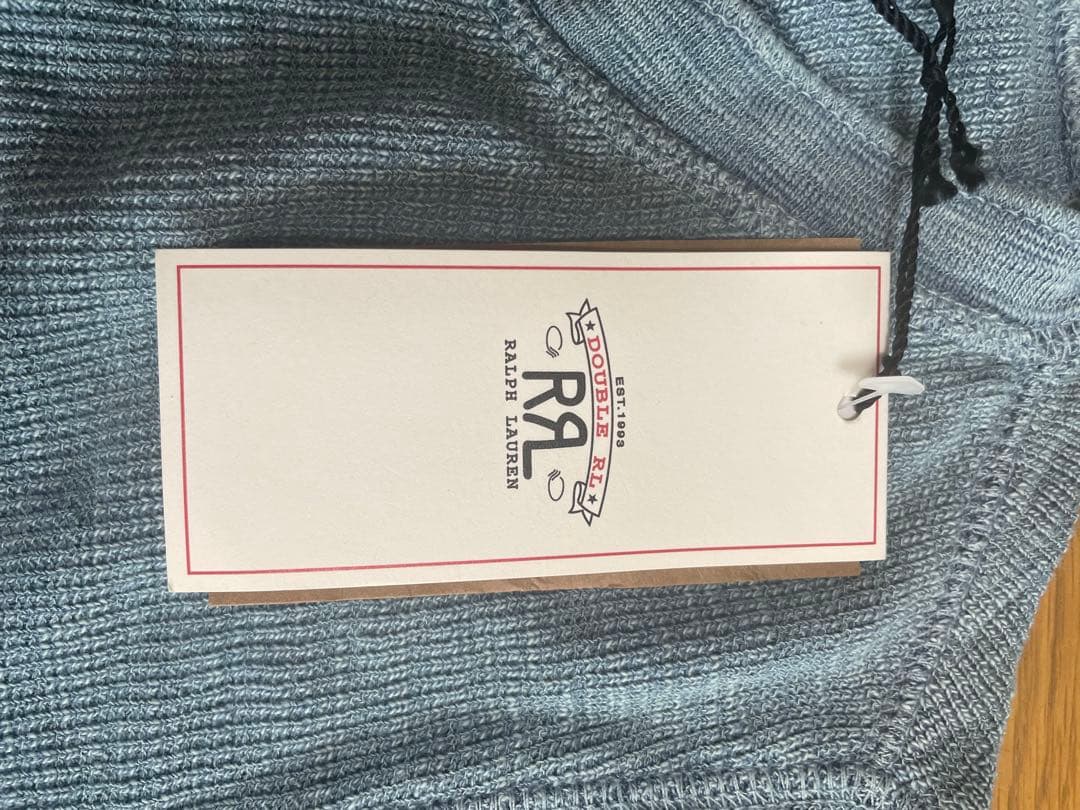 EST.1993
★DOUBLE RL★
RRL
RALPH LAUREN